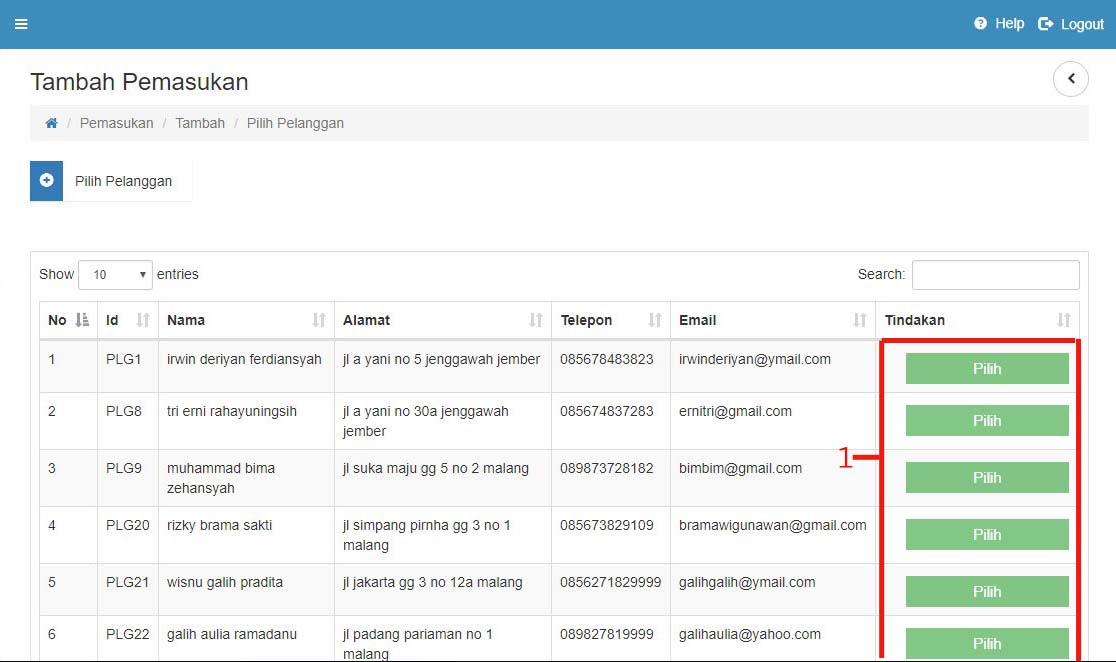 Help Logout
Tambah Pemasukan
Pemasukan / Tambah / Pilih Pelanggan
Pilih Pelanggan
Show 10 entries Search:
No Id Nama Alamat Telepon Email Tindakan
1 PLG1 irwin deriyan ferdiansyah jl a yani no 5 jenggawah jember 085678483823 irwinderiyan@ymail.com Pilih
2 PLG8 tri erni rahayuningsih jl a yani no 30a jenggawah 085674837283 ernitri@gmail.com Pilih
jember
1
3 PLG9 muhammad bima jl suka maju gg 5 no 2 malang 089873728182 bimbim@gmail.com Pilih
zehansyah
4 PLG20 rizky brama sakti jl simpang pirnha gg 3 no 1 085673829109 bramawigunawan@gmail.com Pilih
malang
5 PLG21 wisnu galih pradita jl jakarta gg 3 no 12a malang 0856271829999 galihgalih@ymail.com Pilih
6 PLG22 galih aulia ramadanu jl padang pariaman no 1 089827819999 galihaulia@yahoo.com Pilih
malang